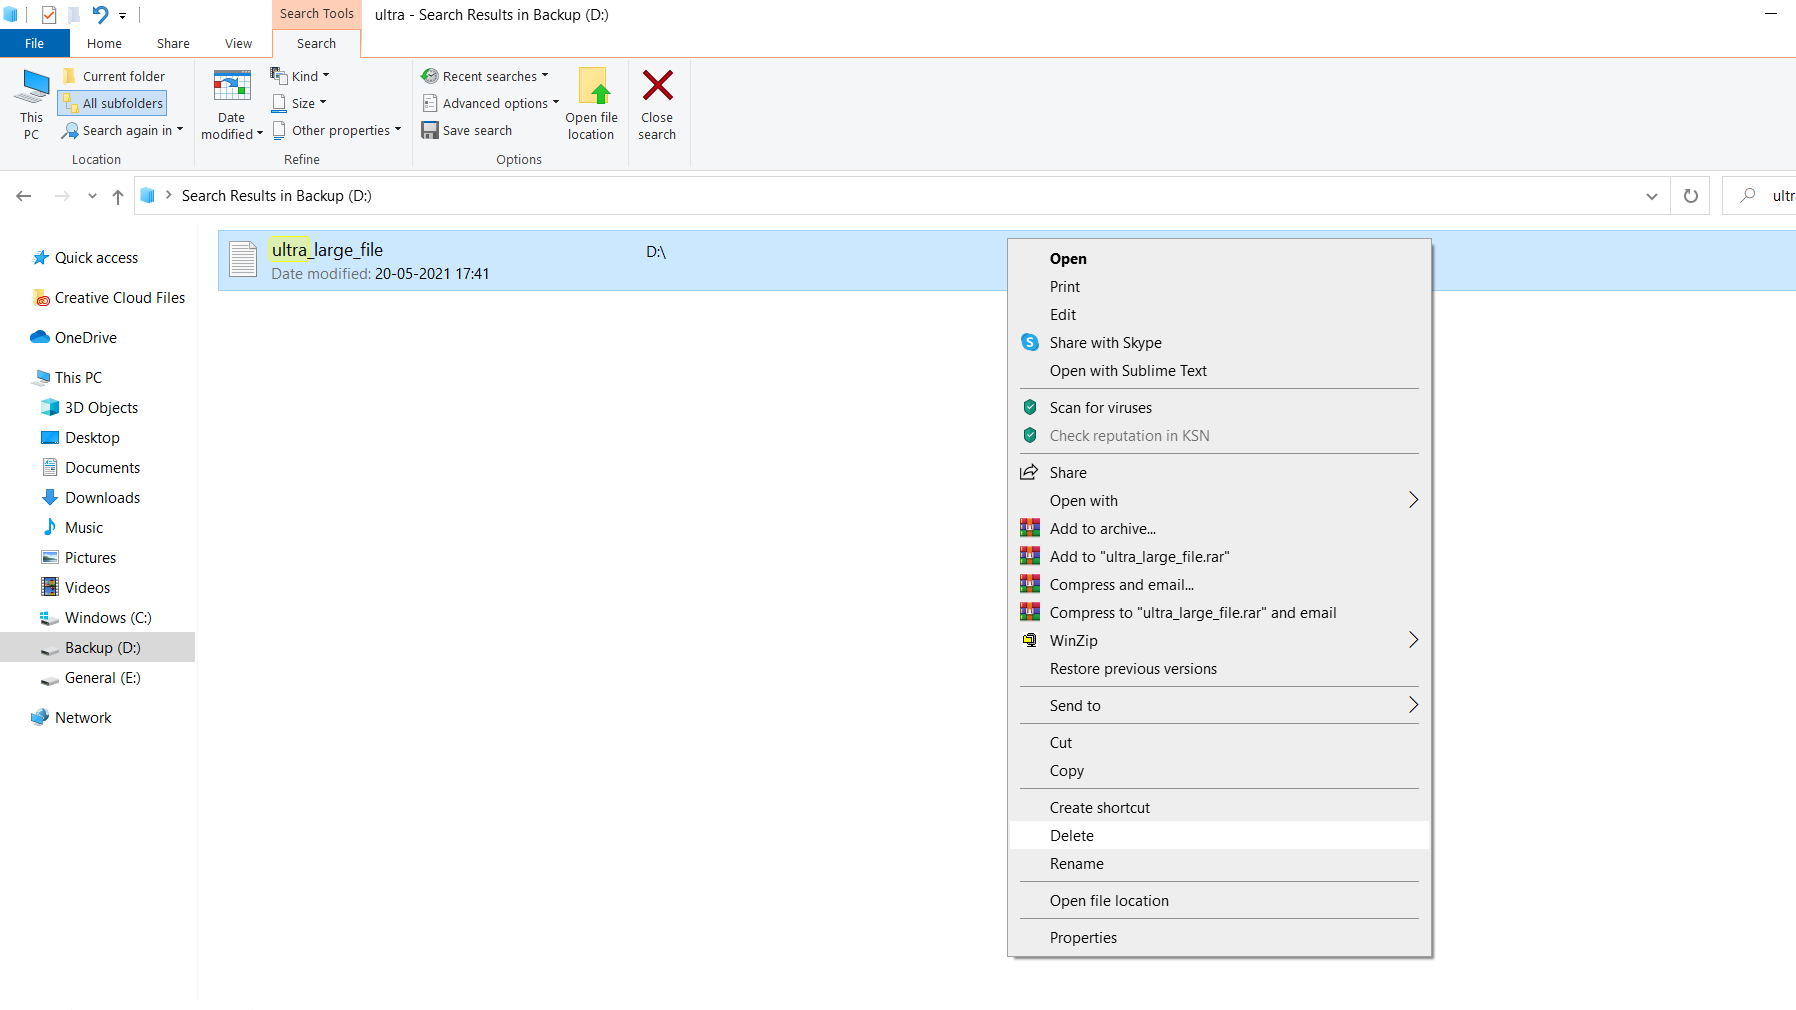 Search Tools
ultra - Search Results in Backup (D:)
File
Home
Share
View
Search
This PC
Current folder
All subfolders
Search again in
Location
Date modified
Kind
Size
Other properties
Refine
Recent searches
Advanced options
Save search
Open file location
Options
Close search
Search Results in Backup (D:)
ultr
Quick access
Creative Cloud Files
OneDrive
This PC
3D Objects
Desktop
Documents
Downloads
Music
Pictures
Videos
Windows (C:)
Backup (D:)
General (E:)
Network
ultra_large_file
D:\
Date modified: 20-05-2021 17:41
Open
Print
Edit
S
Share with Skype
Open with Sublime Text
Scan for viruses
Check reputation in KSN
Share
Open with
Add to archive...
Add to "ultra_large_file.rar"
Compress and email...
Compress to "ultra_large_file.rar" and email
WinZip
Restore previous versions
Send to
Cut
Copy
Create shortcut
Delete
Rename
Open file location
Properties